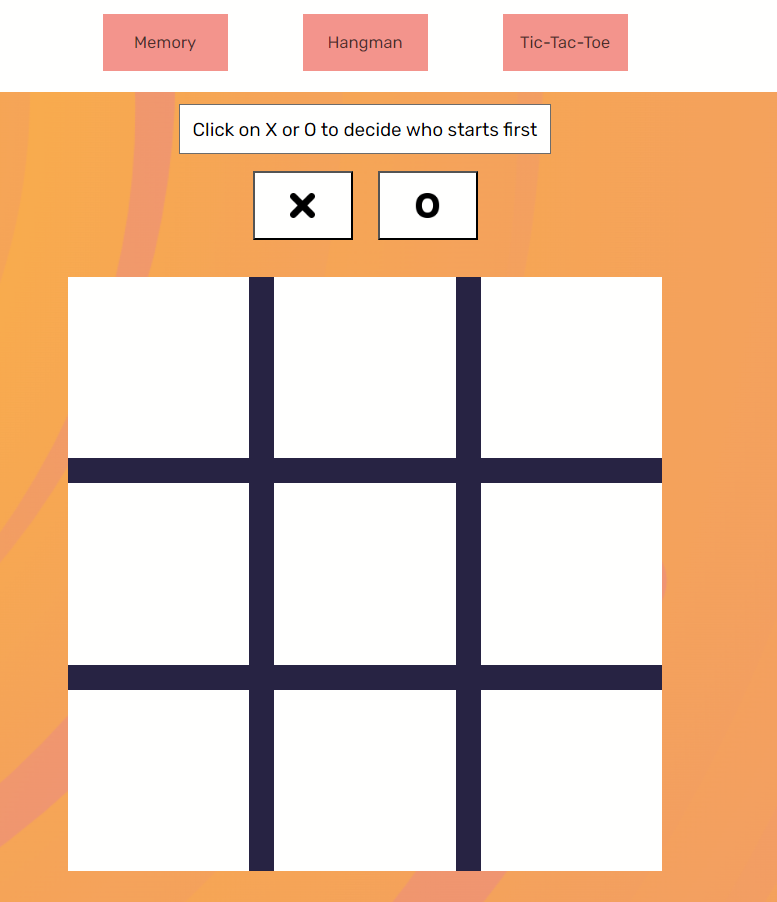 Memory
Hangman
Tic-Tac-Toe
Click on X or O to decide who starts first
X
O